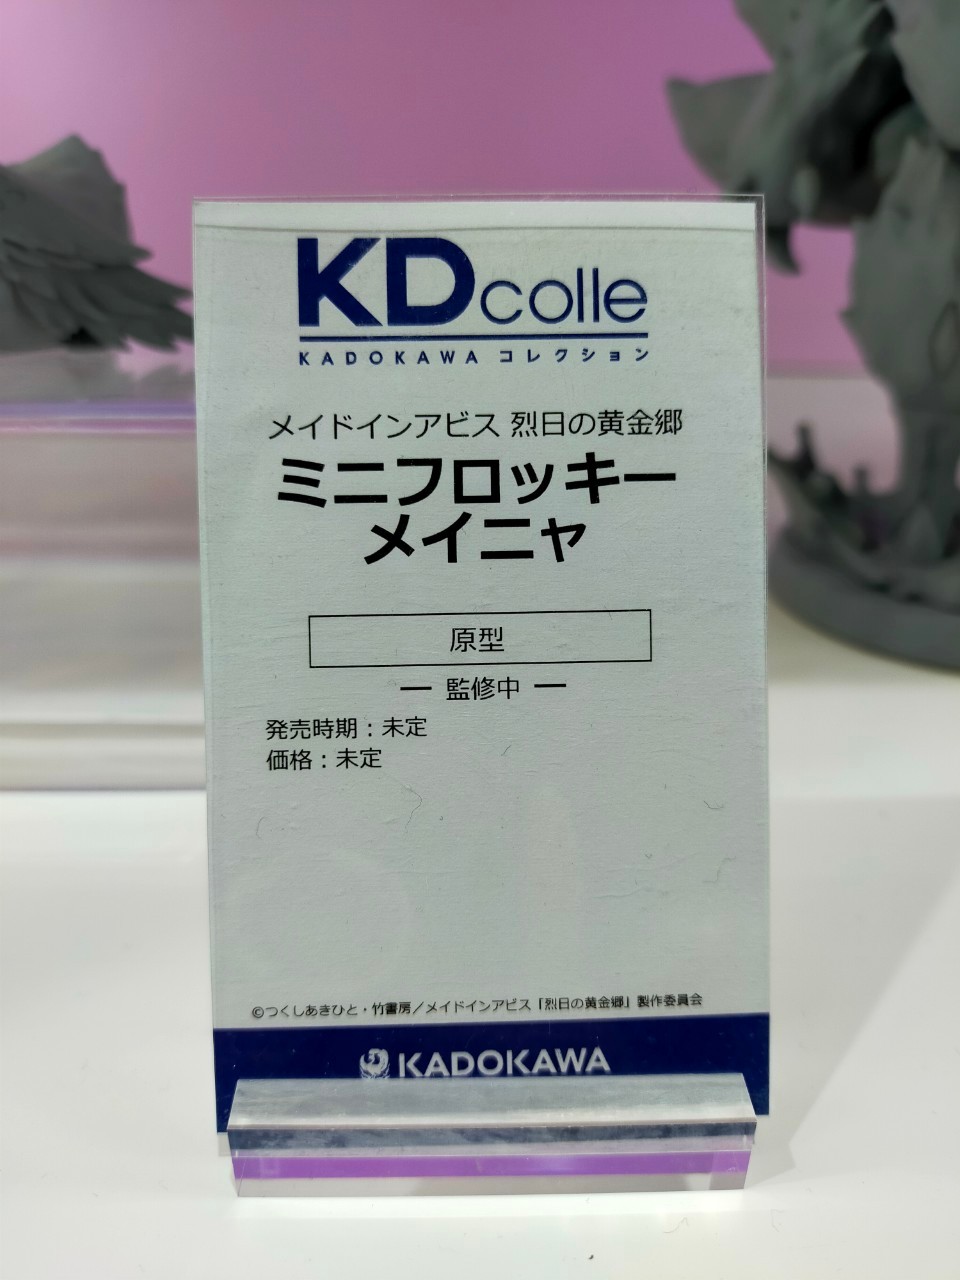 KDcolle
KADOKAWA コレクション
メイドインアビス 烈日の黄金郷
ミニフロッキー
メイニャ
原型
― 監修中 ―
発売時期：未定
価格：未定
©つくしあきひと・竹書房／メイドインアビス「烈日の黄金郷」製作委員会
KADOKAWA